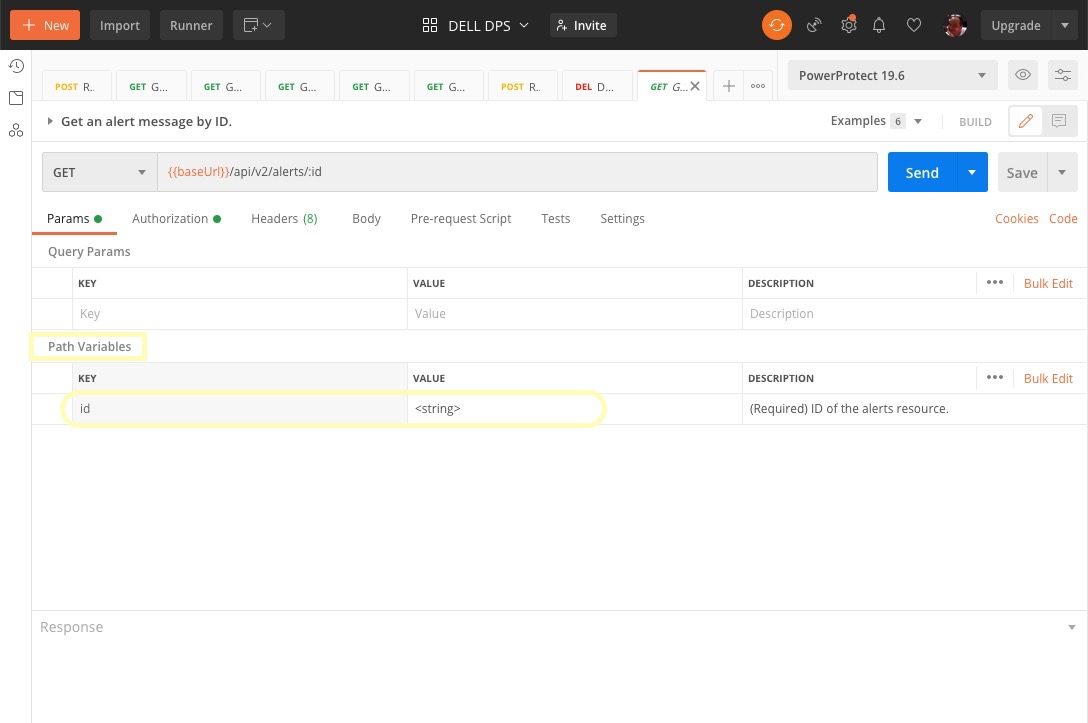 New Import Runner DELL DPS Invite Upgrade
POST R.. GET G... GET G... GET G... GET G... GET G... POST R.. DEL D... GET G... PowerProtect 19.6
Get an alert message by ID. Examples 6 BUILD
GET {{baseUrl}}/api/v2/alerts/:id Send Save
Params Authorization Headers (8) Body Pre-request Script Tests Settings Cookies Code
Query Params
KEY VALUE DESCRIPTION ••• Bulk Edit
Key Value Description
Path Variables
KEY VALUE DESCRIPTION ••• Bulk Edit
id <string> (Required) ID of the alerts resource.
Response